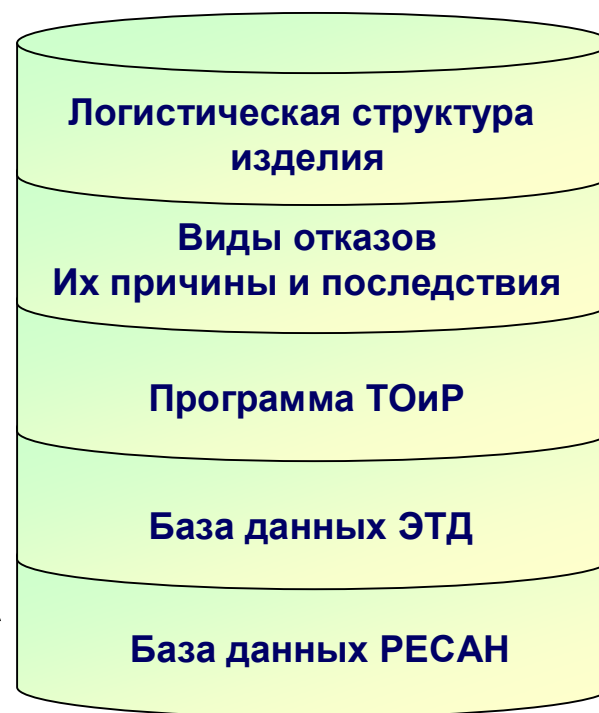 Логистическая структура
изделия
Виды отказов
Их причины и последствия
Программа ТОиР
База данных ЭТД
База данных РЕСАН